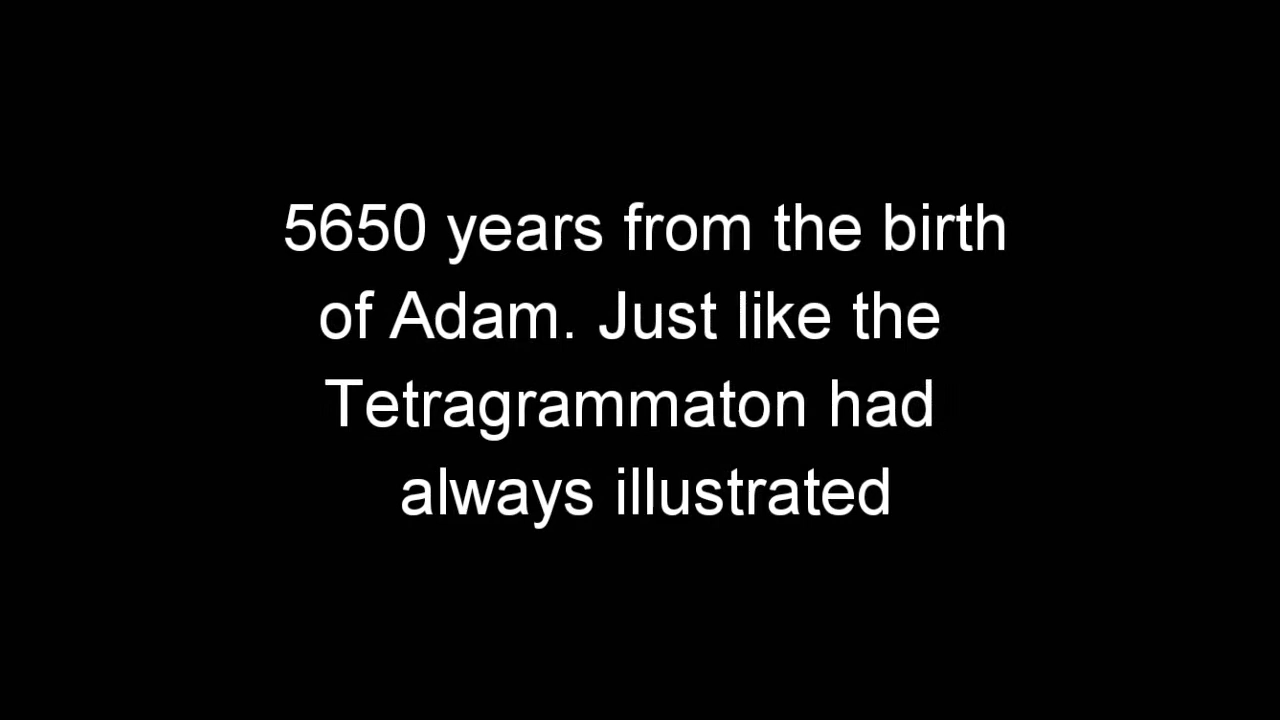 5650 years from the birth
of Adam. Just like the
Tetragrammaton had
always illustrated